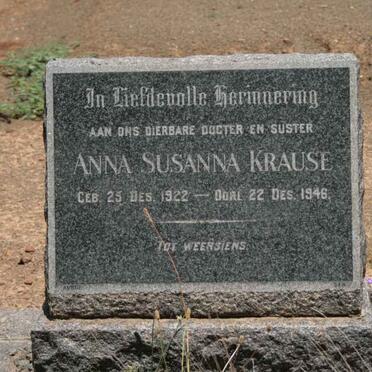 In Liefdevolle Herinnering
AAN ONS DIERBARE DOGTER EN SUSTER
ANNA SUSANNA KRAUSE
GEB. 25 DES. 1922 — OORL. 22 DES. 1946.
TOT WEERSIENS.